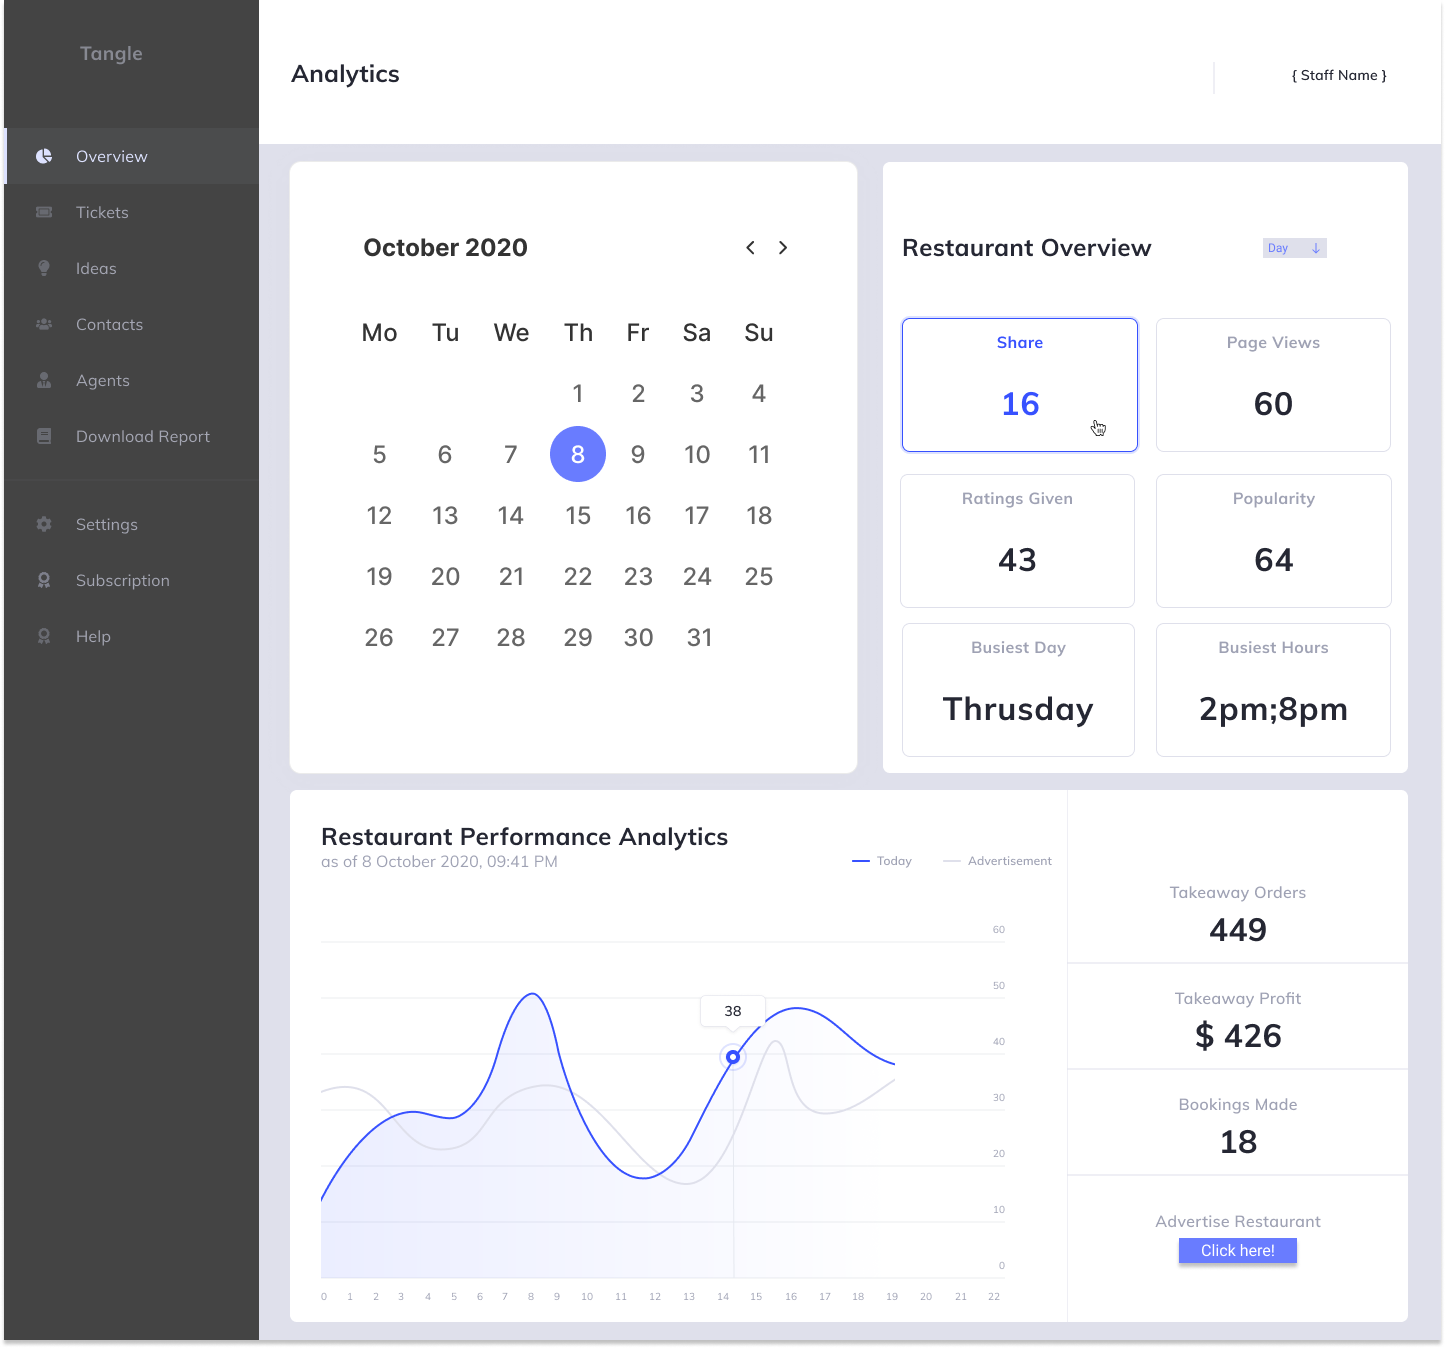 Tangle
Overview
Tickets
Ideas
Contacts
Agents
Download Report
Settings
Subscription
Help
Analytics
{ Staff Name }
October 2020
Mo Tu We Th Fr Sa Su
1 2 3 4
5 6 7 8 9 10 11
12 13 14 15 16 17 18
19 20 21 22 23 24 25
26 27 28 29 30 31
Restaurant Overview
Day
Share
16
Page Views
60
Ratings Given
43
Popularity
64
Busiest Day
Thrusday
Busiest Hours
2pm;8pm
Restaurant Performance Analytics
as of 8 October 2020, 09:41 PM
Today
Advertisement
60
50
38
40
30
20
10
0
0 1 2 3 4 5 6 7 8 9 10 11 12 13 14 15 16 17 18 19 20 21 22
Takeaway Orders
449
Takeaway Profit
$ 426
Bookings Made
18
Advertise Restaurant
Click here!